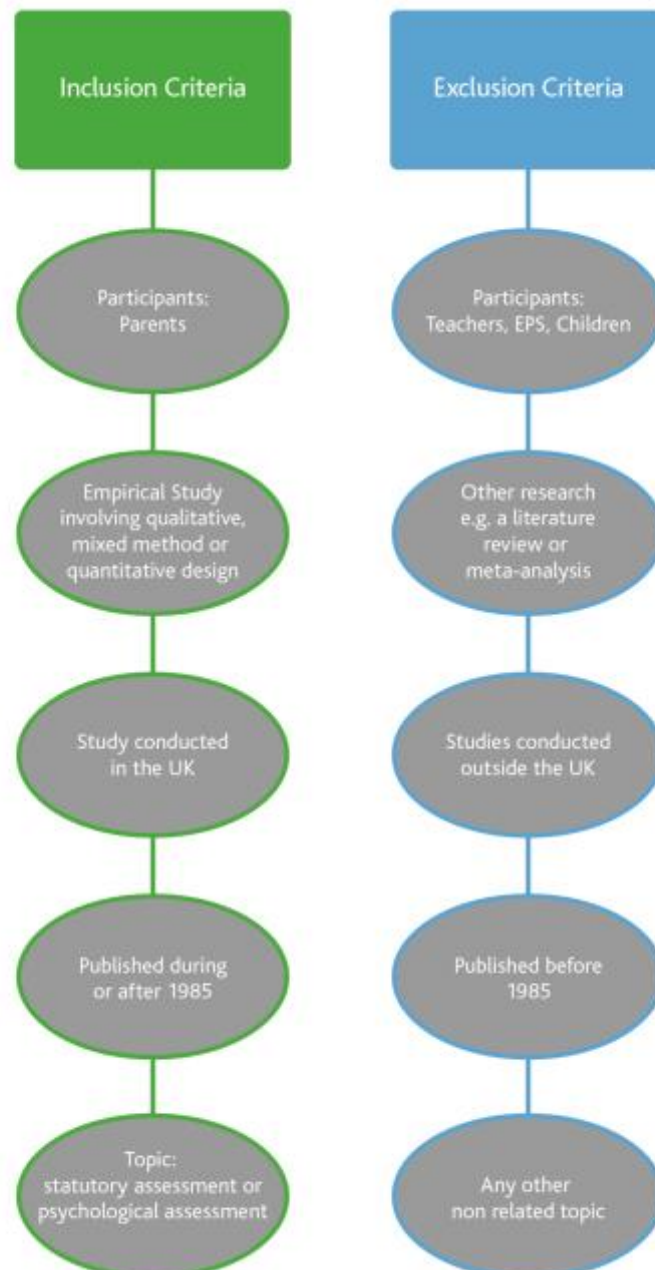 Inclusion Criteria
Participants:
Parents
Empirical Study
involving qualitative,
mixed method or
quantitative design
Study conducted
in the UK
Published during
or after 1985
Topic:
statutory assessment or
psychological assessment
Exclusion Criteria
Participants:
Teachers, EPS, Children
Other research
e.g. a literature
review or
meta-analysis
Studies conducted
outside the UK
Published before
1985
Any other
non related topic